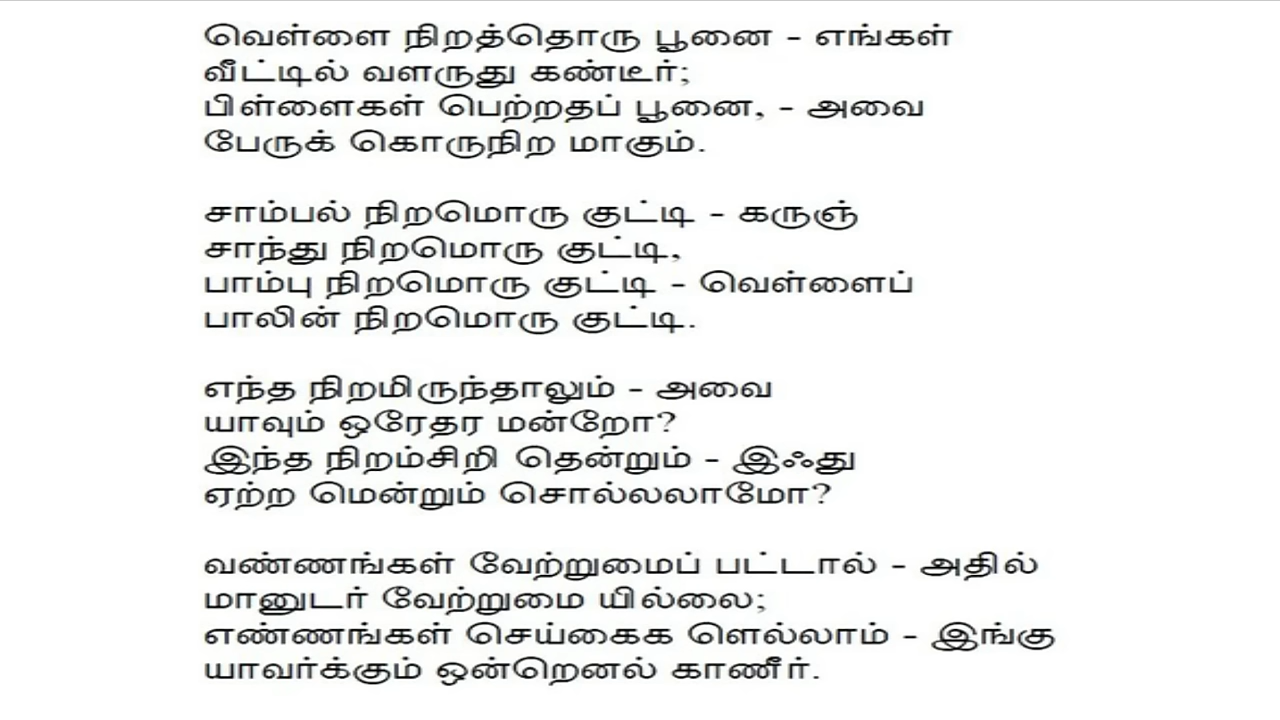 வெள்ளை நிறத்தொரு பூனை - எங்கள்
வீட்டில் வளருது கண்டீர்;
பிள்ளைகள் பெற்றதப் பூனை, - அவை
பேருக் கொருநிற மாகும்.
சாம்பல் நிறமொரு குட்டி - கருஞ்
சாந்து நிறமொரு குட்டி,
பாம்பு நிறமொரு குட்டி - வெள்ளைப்
பாலின் நிறமொரு குட்டி.
எந்த நிறமிருந்தாலும் - அவை
யாவும் ஒரேதர மன்றோ?
இந்த நிறம்சிறி தென்றும் - இஃது
ஏற்ற மென்றும் சொல்லலாமோ?
வண்ணங்கள் வேற்றுமைப் பட்டால் - அதில்
மானுடர் வேற்றுமை யில்லை;
எண்ணங்கள் செய்கைக ளெல்லாம் - இங்கு
யாவர்க்கும் ஒன்றெனல் காணீர்.